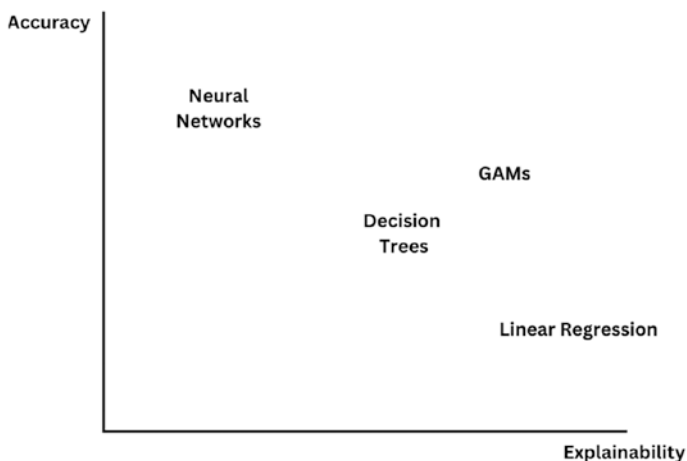 Accuracy
Neural
Networks
GAMs
Decision
Trees
Linear Regression
Explainability